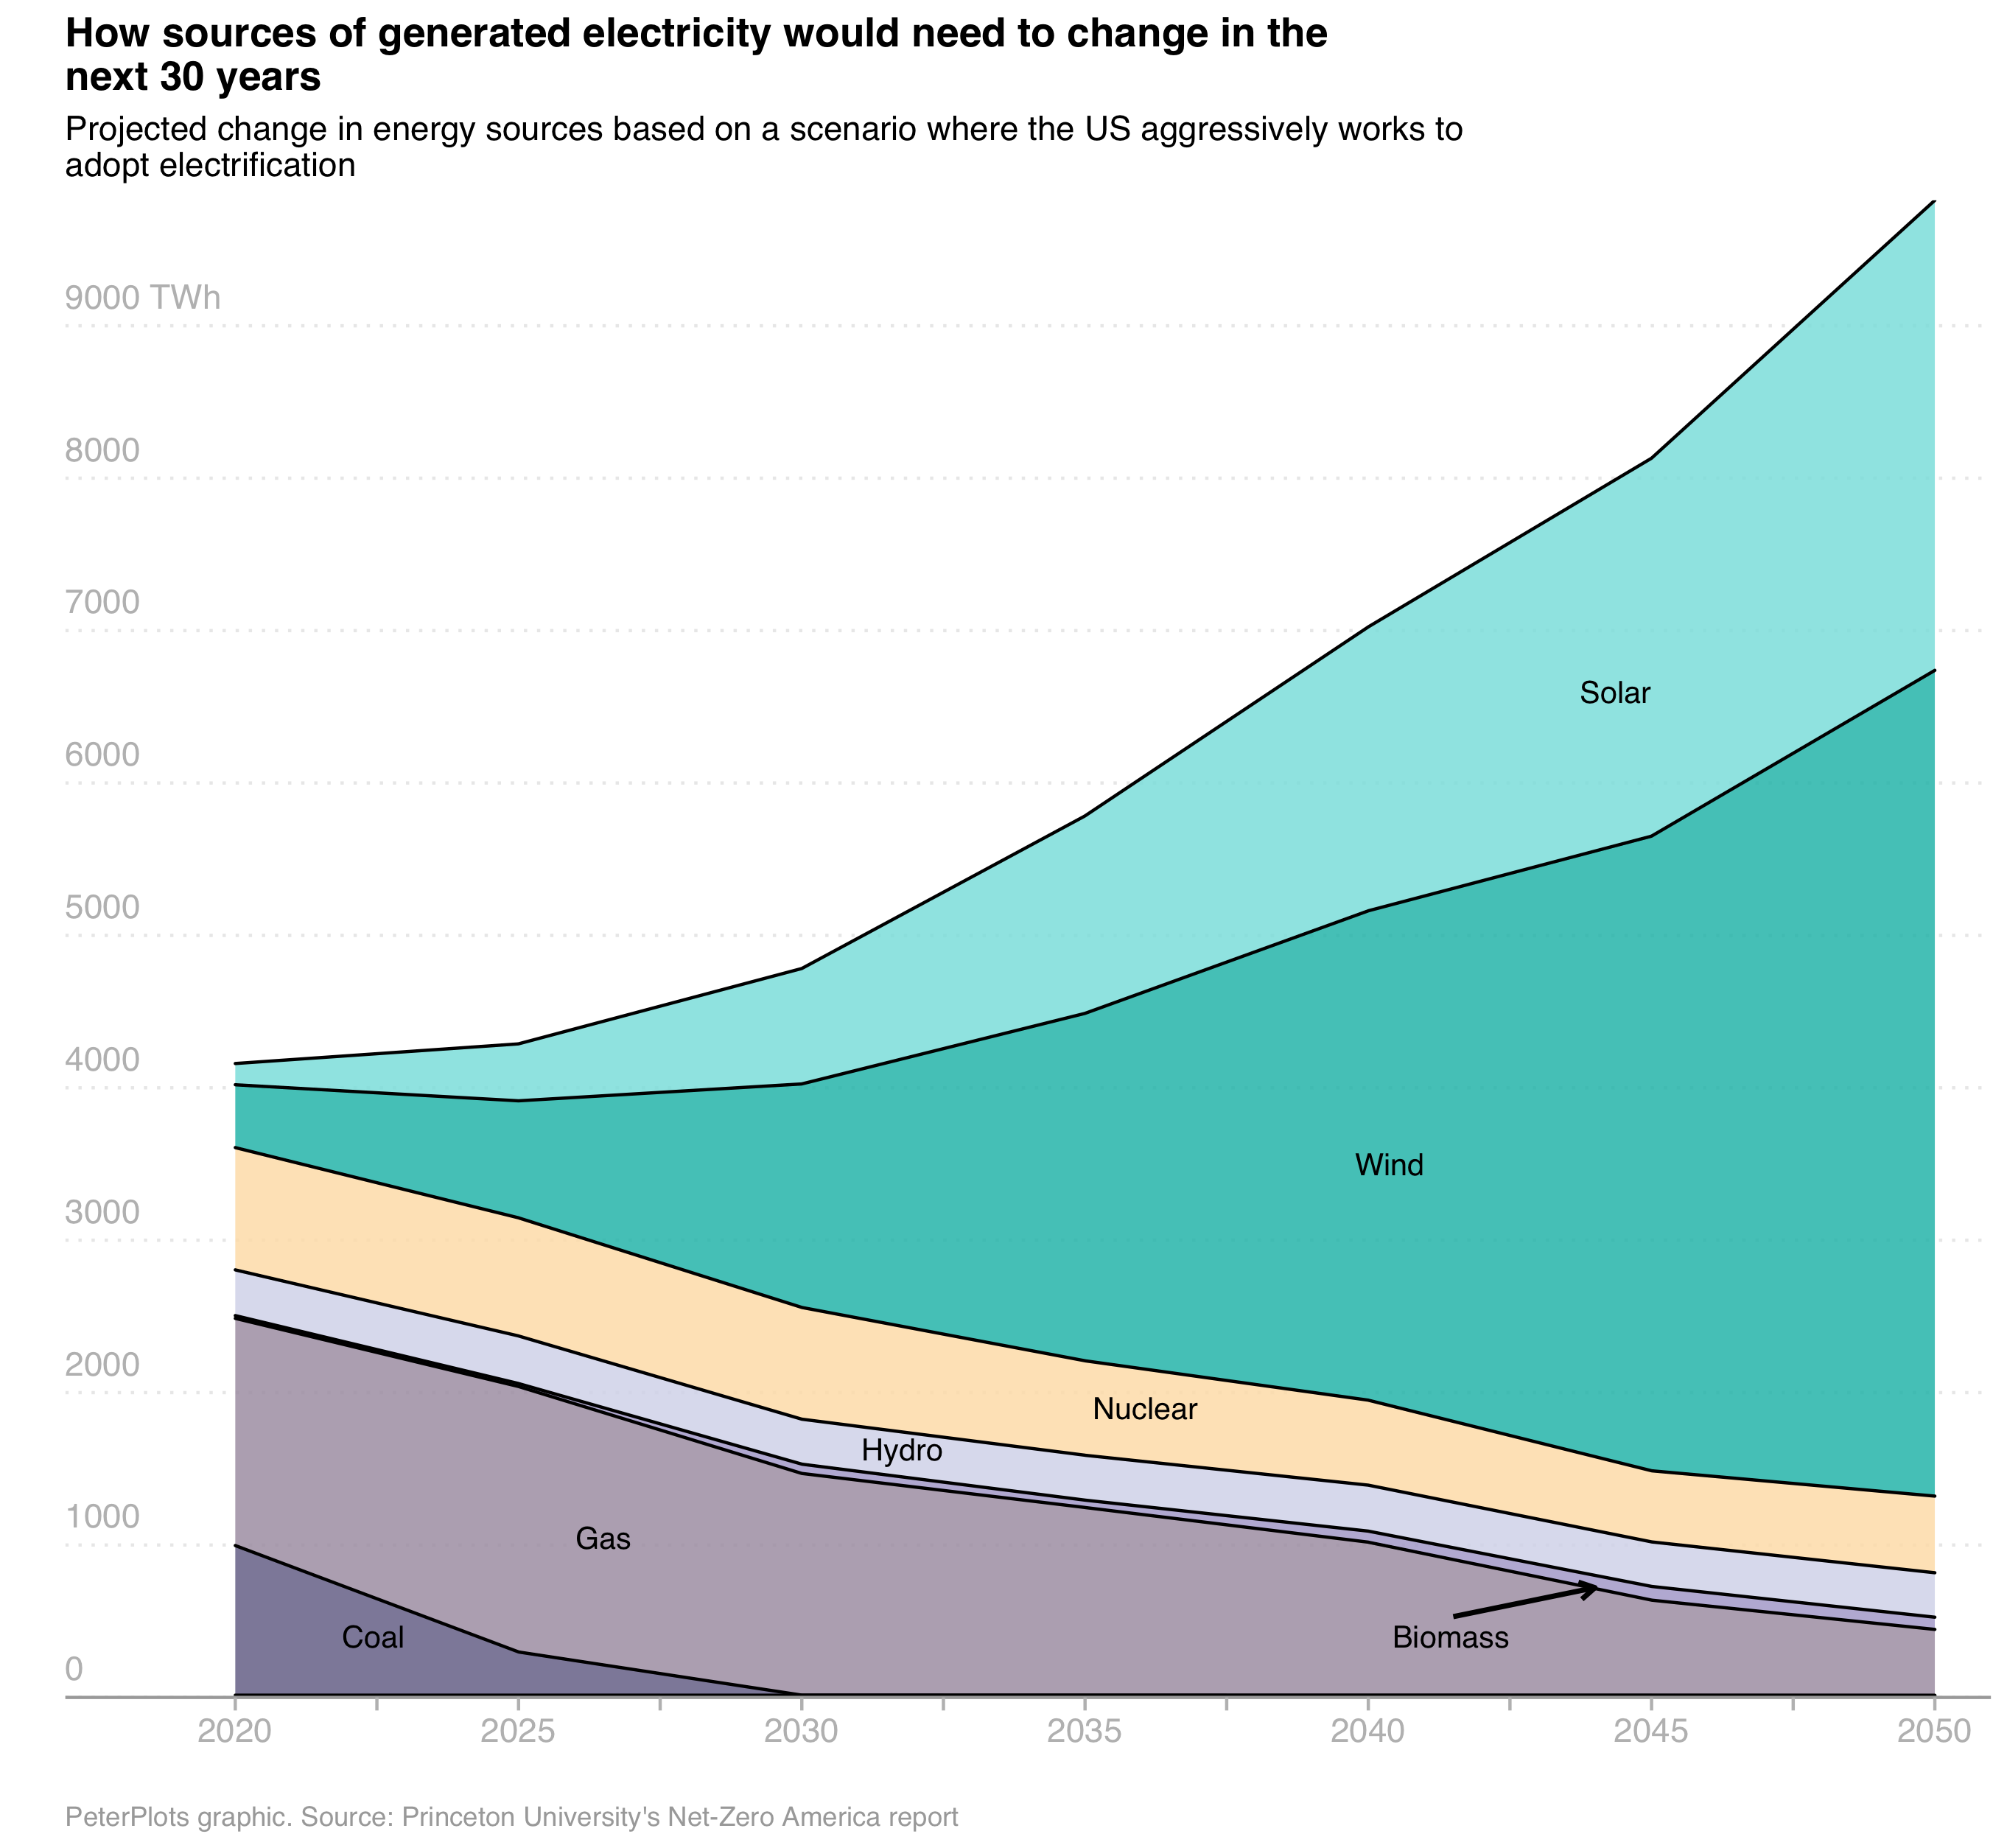 How sources of generated electricity would need to change in the
next 30 years
Projected change in energy sources based on a scenario where the US aggressively works to
adopt electrification
9000 TWh
8000
7000
Solar
6000
5000
4000
Wind
3000
2000
Nuclear
Hydro
1000
Gas
Coal
Biomass
0
2020
2025
2030
2035
2040
2045
2050
PeterPlots graphic. Source: Princeton University's Net-Zero America report